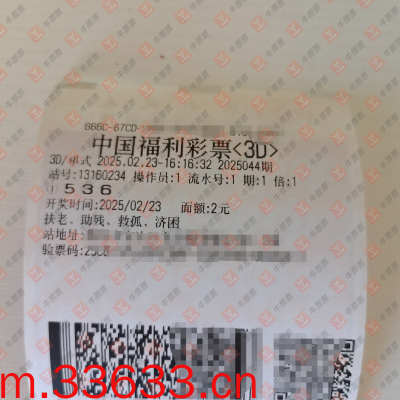 666C-67CD-
中国福利彩票<3D>
3D/单式 2025.02.23-16:16:32 2025044期
站号:13160234 操作员:1 流水号:1 期:1 倍:1
① 536
开奖时间:2025/02/23 面额:2元
扶老、助残、救孤、济困
站地址:
验票码:
m.33633.cn